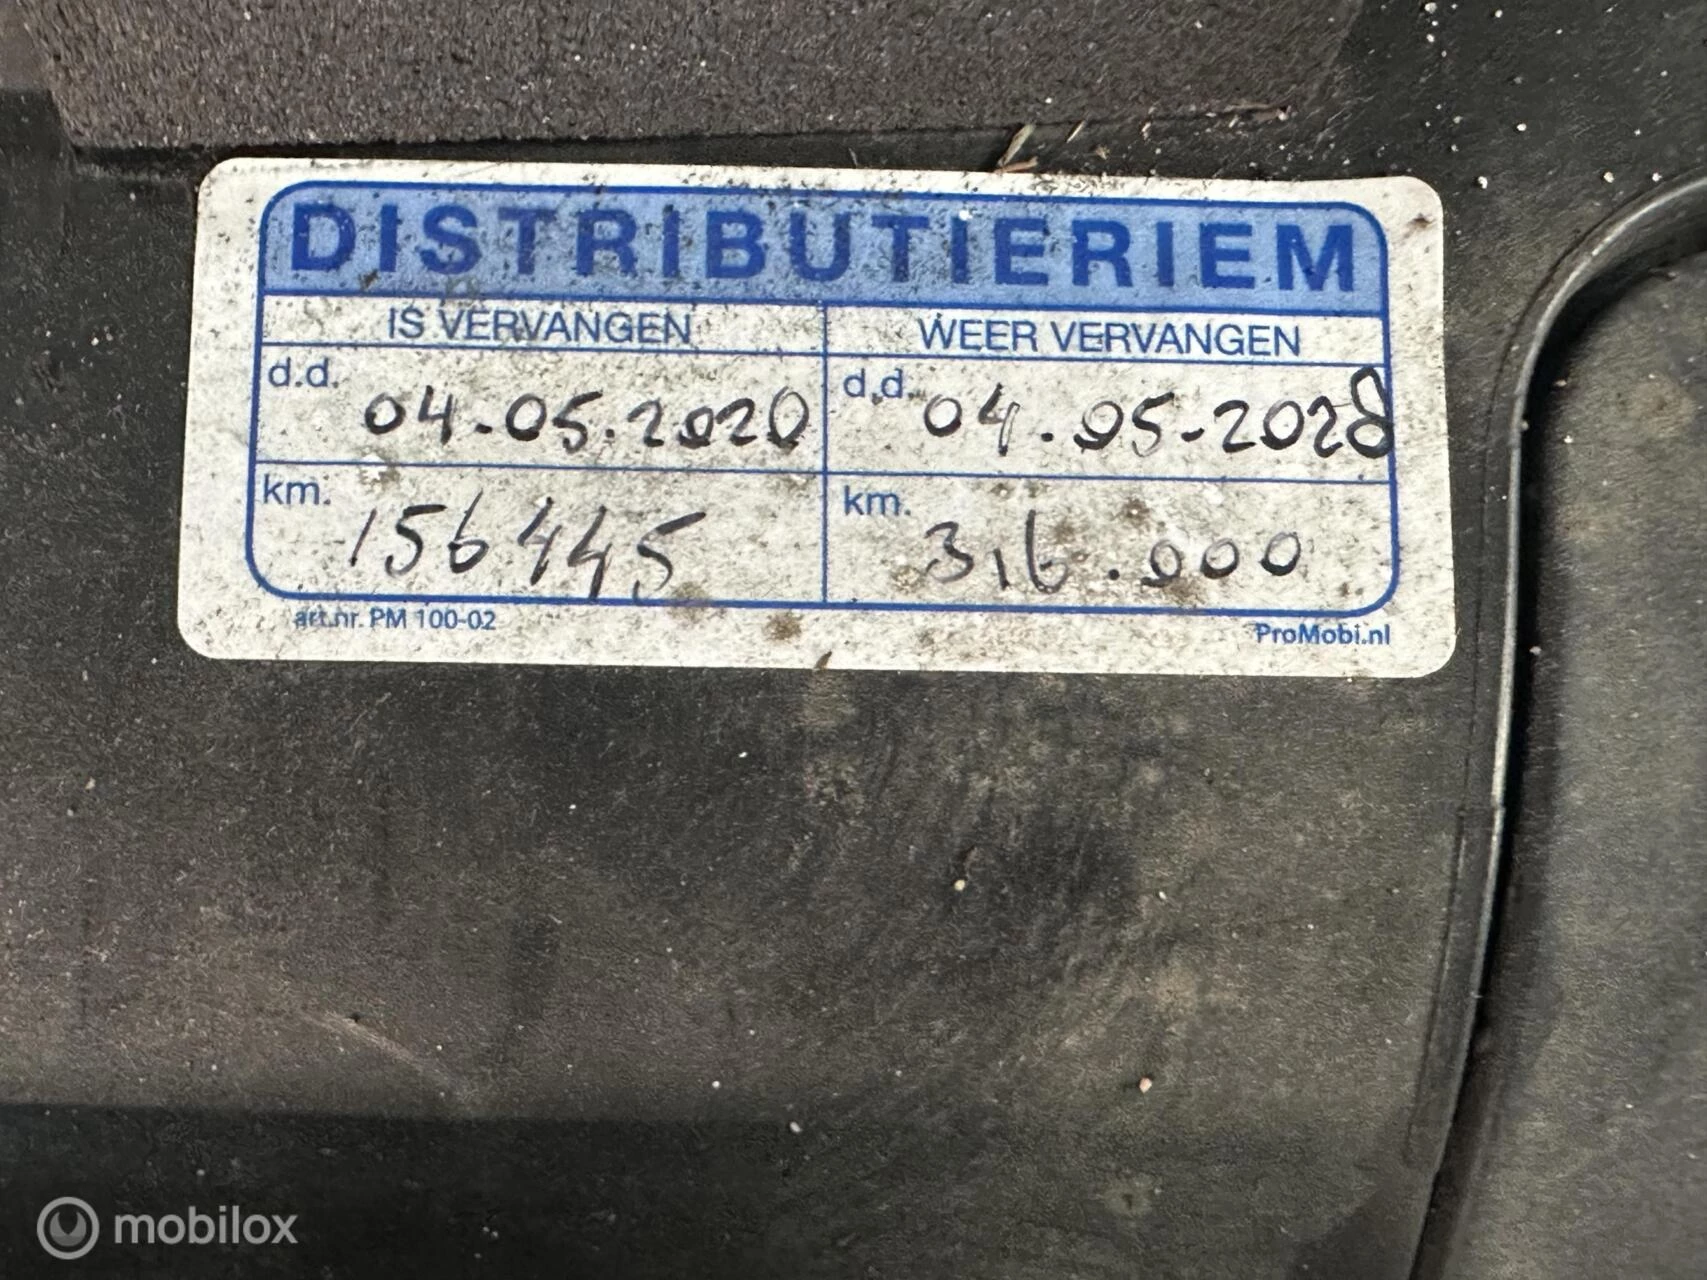 DISTRIBUTIERIEM
IS VERVANGEN WEER VERVANGEN
d.d. 04.05.2020 d.d. 04.05-2028
km. 156445 km. 316.000
art.nr. PM 100-02 ProMobi.nl
mobilox